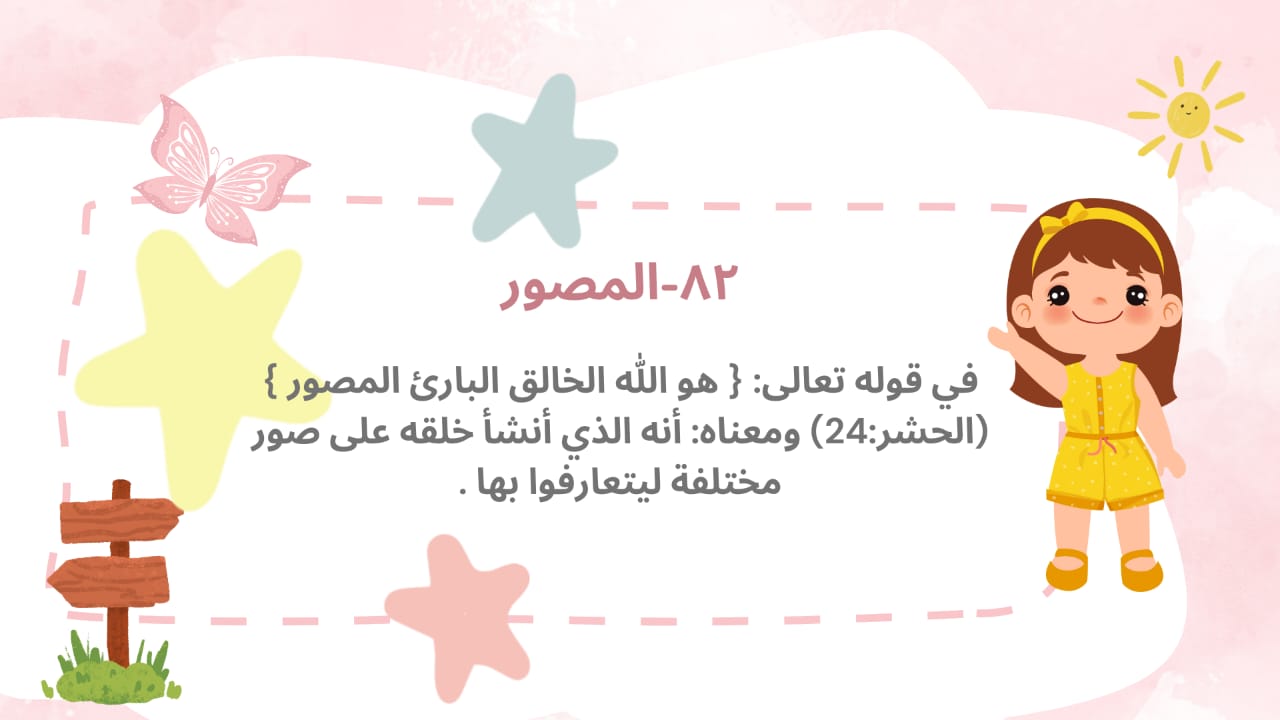 ٨٢-المصور
في قوله تعالى: { هو الله الخالق البارئ المصور }
(الحشر:24) ومعناه: أنه الذي أنشأ خلقه على صور
مختلفة ليتعارفوا بها .